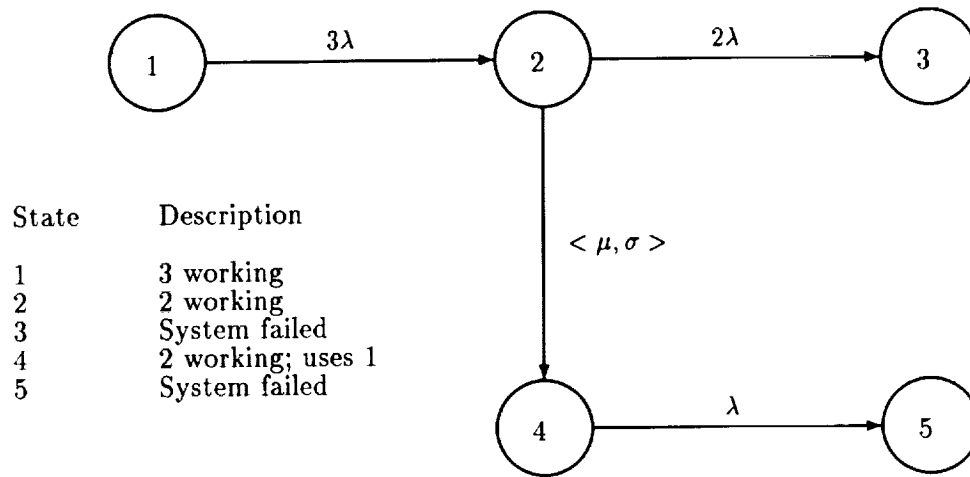 3λ
2λ
1
2
3
State Description
< μ, σ >
1 3 working
2 2 working
3 System failed
4 2 working; uses 1
5 System failed
λ
4
5